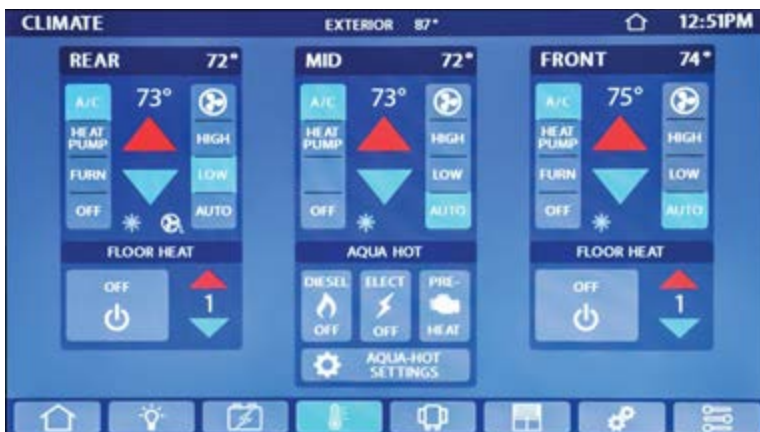 CLIMATE EXTERIOR 87° 12:51PM
REAR 72°
A/C 73°
HEAT PUMP HIGH
FURN LOW
OFF AUTO
FLOOR HEAT
OFF
1
MID 72°
A/C 73°
HEAT PUMP HIGH
LOW
OFF AUTO
AQUA HOT
DIESEL ELECT PRE-
OFF OFF HEAT
AQUA-HOT
SETTINGS
FRONT 74°
A/C 75°
HEAT PUMP HIGH
FURN LOW
OFF AUTO
FLOOR HEAT
OFF
1